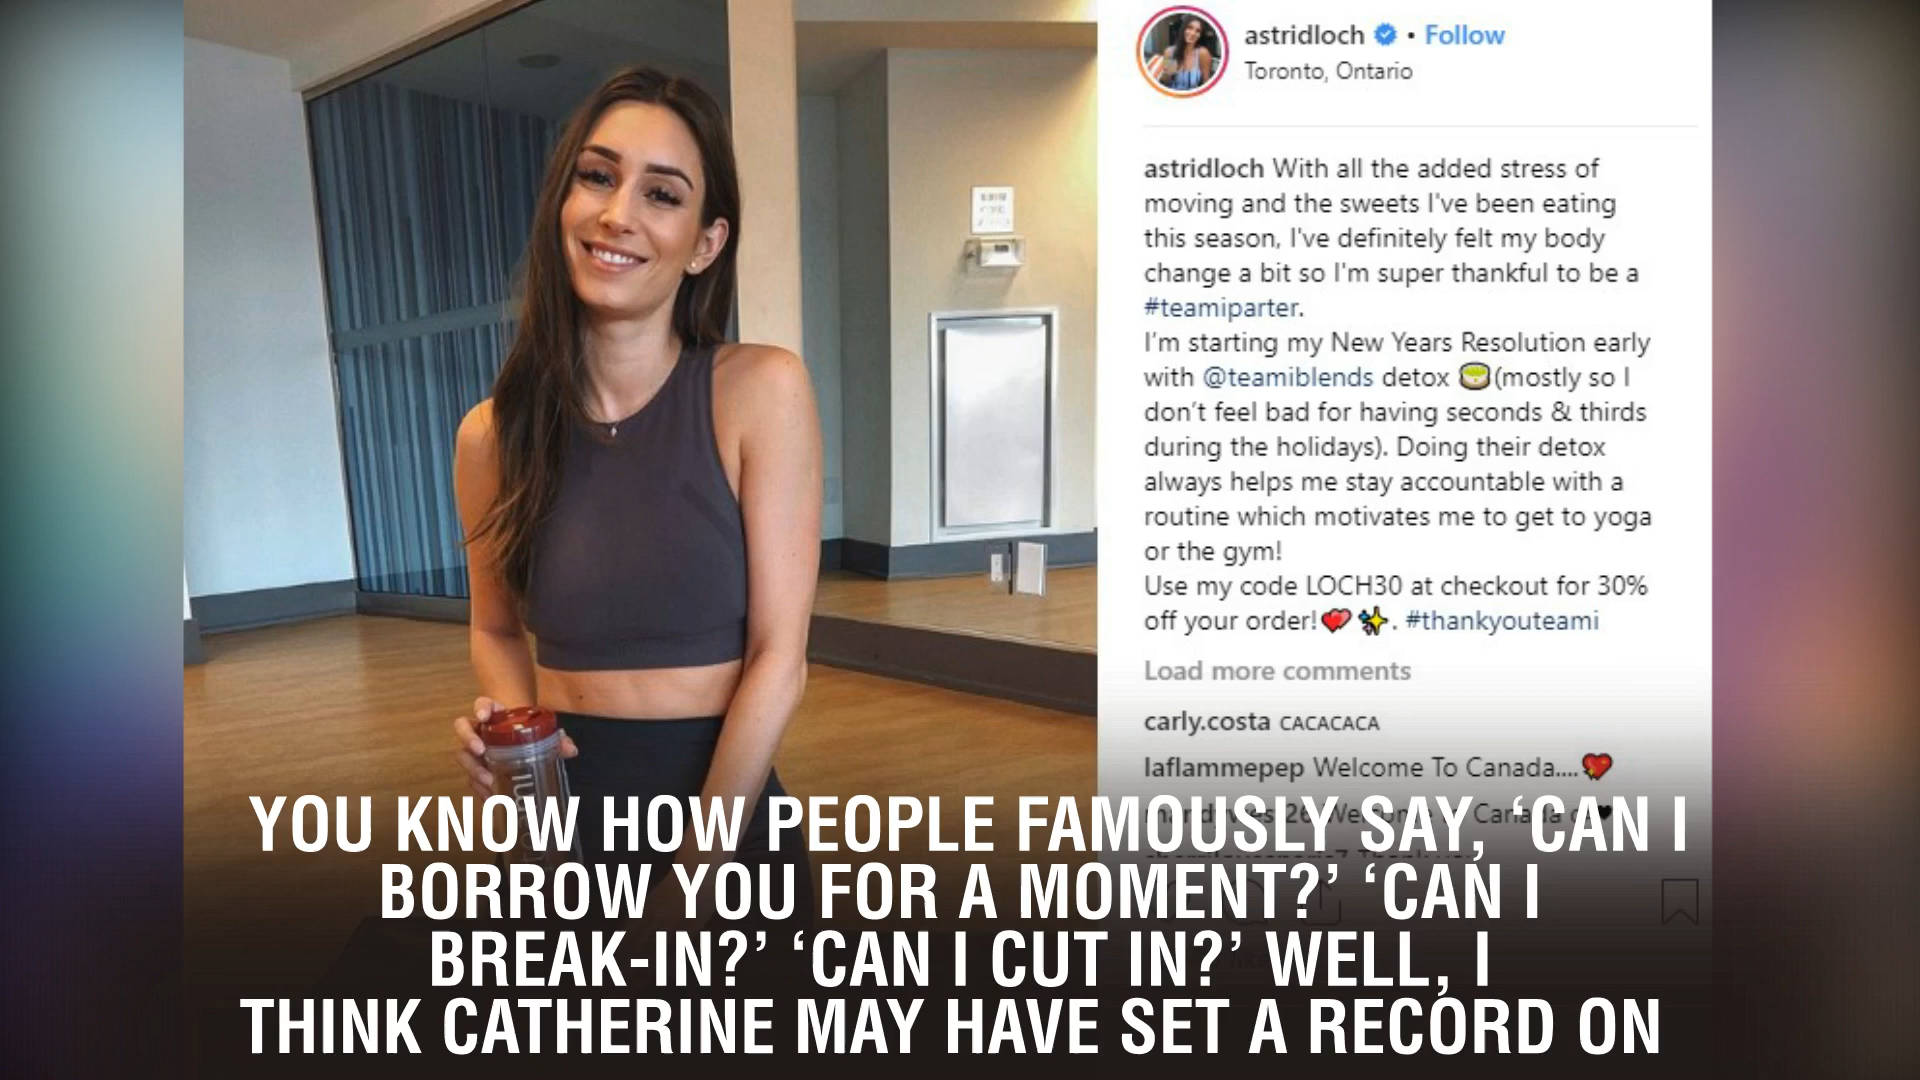 astridloch • Follow
Toronto, Ontario
astridloch With all the added stress of
moving and the sweets I've been eating
this season, I've definitely felt my body
change a bit so I'm super thankful to be a
#teamiparter.
I'm starting my New Years Resolution early
with @teamiblends detox 🍵(mostly so I
don't feel bad for having seconds & thirds
during the holidays). Doing their detox
always helps me stay accountable with a
routine which motivates me to get to yoga
or the gym!
Use my code LOCH30 at checkout for 30%
off your order!💕✨. #thankyouteami
Load more comments
carly.costa CACACACA
laflammepep Welcome To Canada....💖
YOU KNOW HOW PEOPLE FAMOUSLY SAY, ‘CAN I
BORROW YOU FOR A MOMENT?’ ‘CAN I
BREAK-IN?’ ‘CAN I CUT IN?’ WELL, I
THINK CATHERINE MAY HAVE SET A RECORD ON